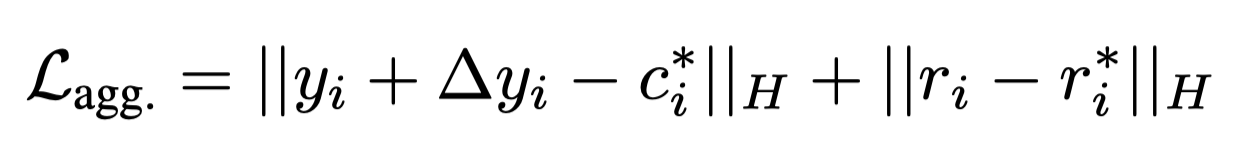 $\mathcal{L}_{\text{agg.}} = ||y_i + \Delta y_i - c_i^*||_H + ||r_i - r_i^*||_H$